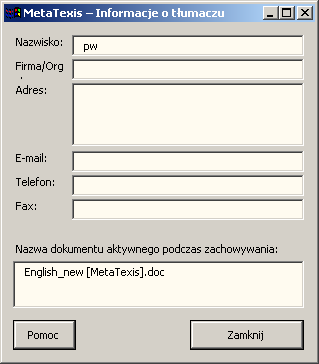 MetaTexis – Informacje o tłumaczu
Nazwisko: pw
Firma/Org
Adres:
E-mail:
Telefon:
Fax:
Nazwa dokumentu aktywnego podczas zachowywania:
English_new [MetaTexis].doc
Pomoc Zamknij